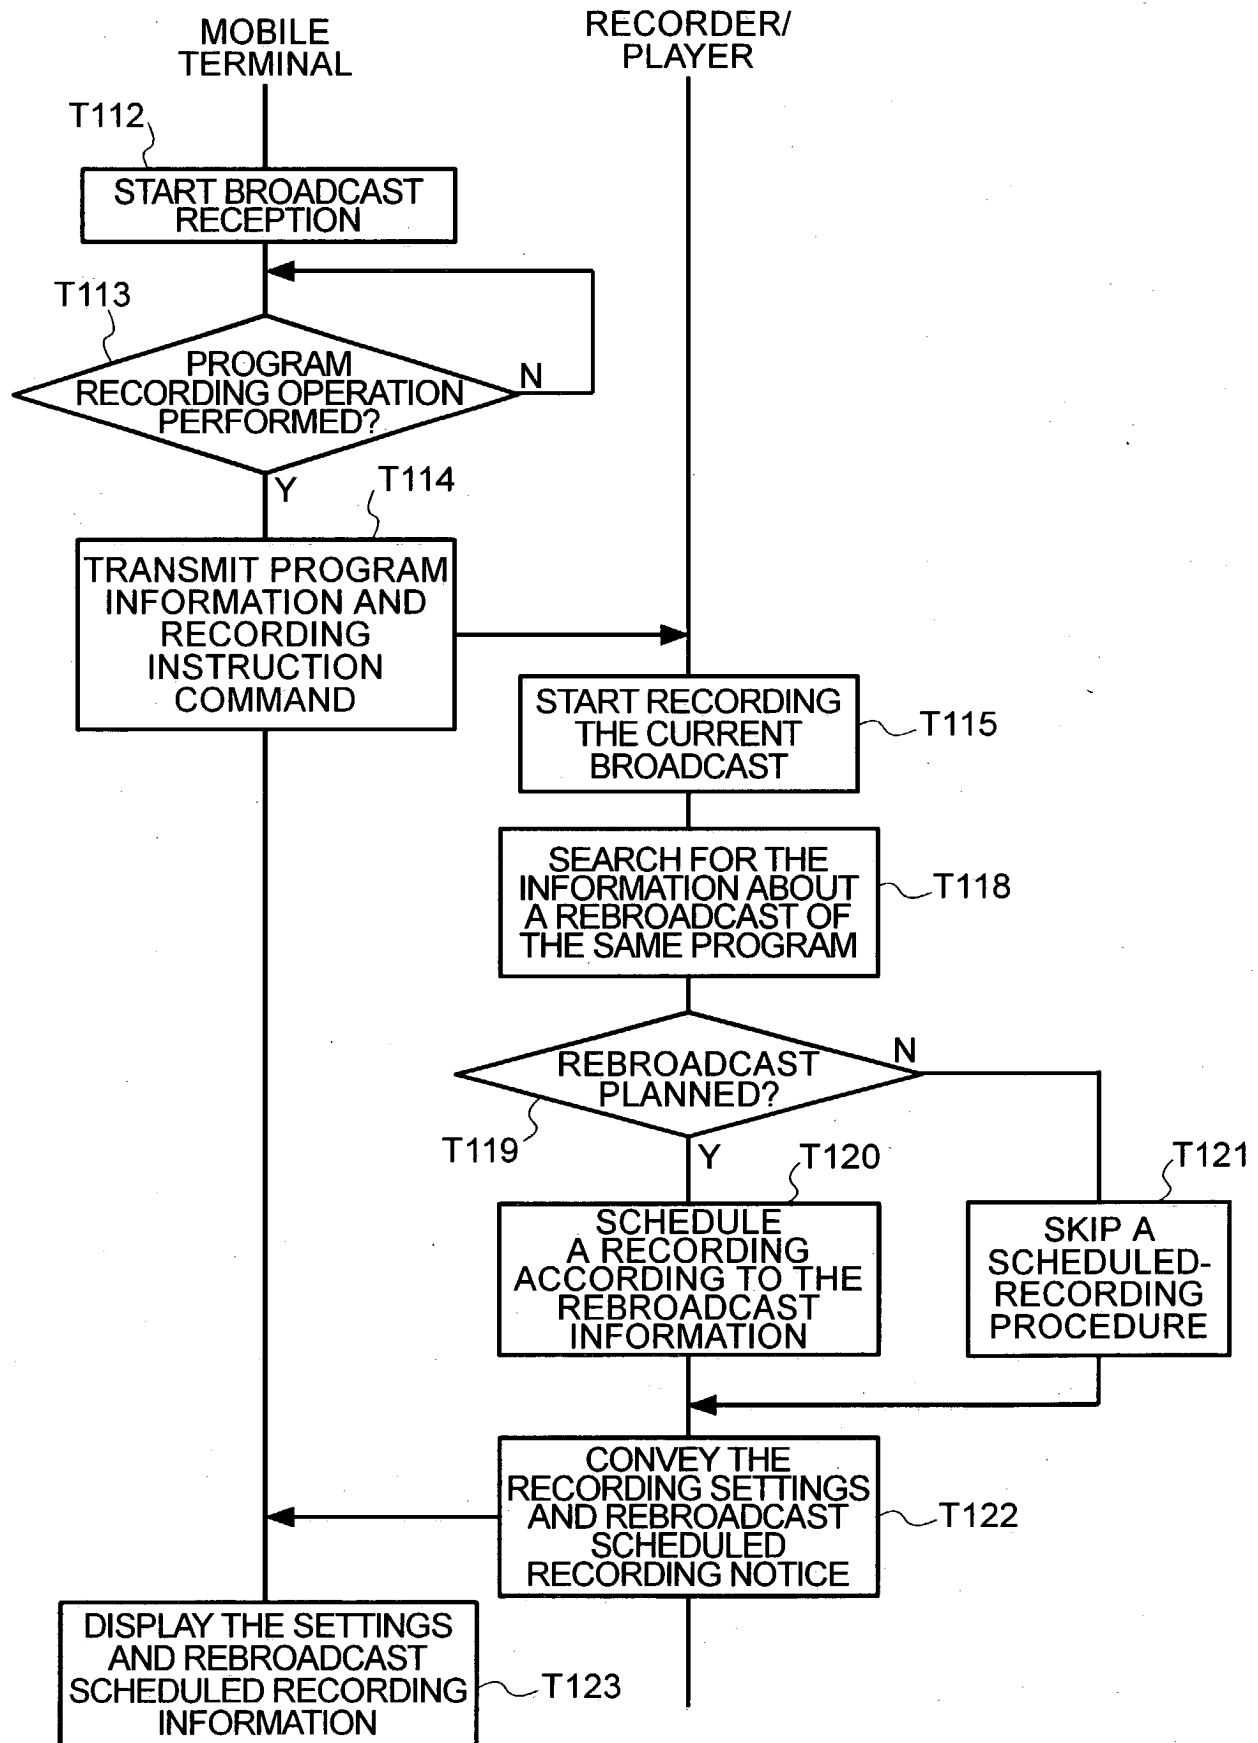 MOBILE
TERMINAL
RECORDER/
PLAYER
T112
START BROADCAST
RECEPTION
T113
PROGRAM
RECORDING OPERATION
PERFORMED?
N
Y
T114
TRANSMIT PROGRAM
INFORMATION AND
RECORDING
INSTRUCTION
COMMAND
START RECORDING
THE CURRENT
BROADCAST
T115
SEARCH FOR THE
INFORMATION ABOUT
A REBROADCAST OF
THE SAME PROGRAM
T118
REBROADCAST
PLANNED?
N
T119
Y
T120
T121
SCHEDULE
A RECORDING
ACCORDING TO THE
REBROADCAST
INFORMATION
SKIP A
SCHEDULED-
RECORDING
PROCEDURE
CONVEY THE
RECORDING SETTINGS
AND REBROADCAST
SCHEDULED
RECORDING NOTICE
T122
DISPLAY THE SETTINGS
AND REBROADCAST
SCHEDULED RECORDING
INFORMATION
T123